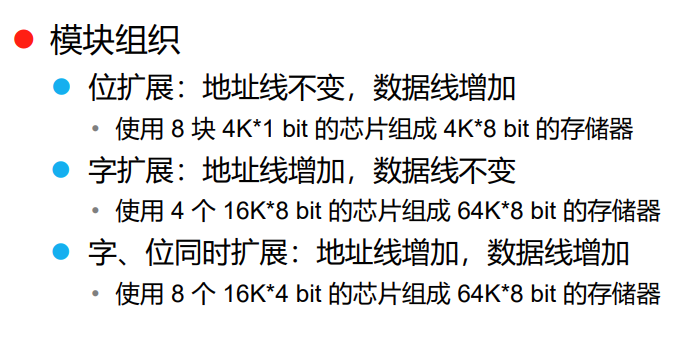 模块组织
位扩展：地址线不变，数据线增加
使用 8 块 4K*1 bit 的芯片组成 4K*8 bit 的存储器
字扩展：地址线增加，数据线不变
使用 4 个 16K*8 bit 的芯片组成 64K*8 bit 的存储器
字、位同时扩展：地址线增加，数据线增加
使用 8 个 16K*4 bit 的芯片组成 64K*8 bit 的存储器